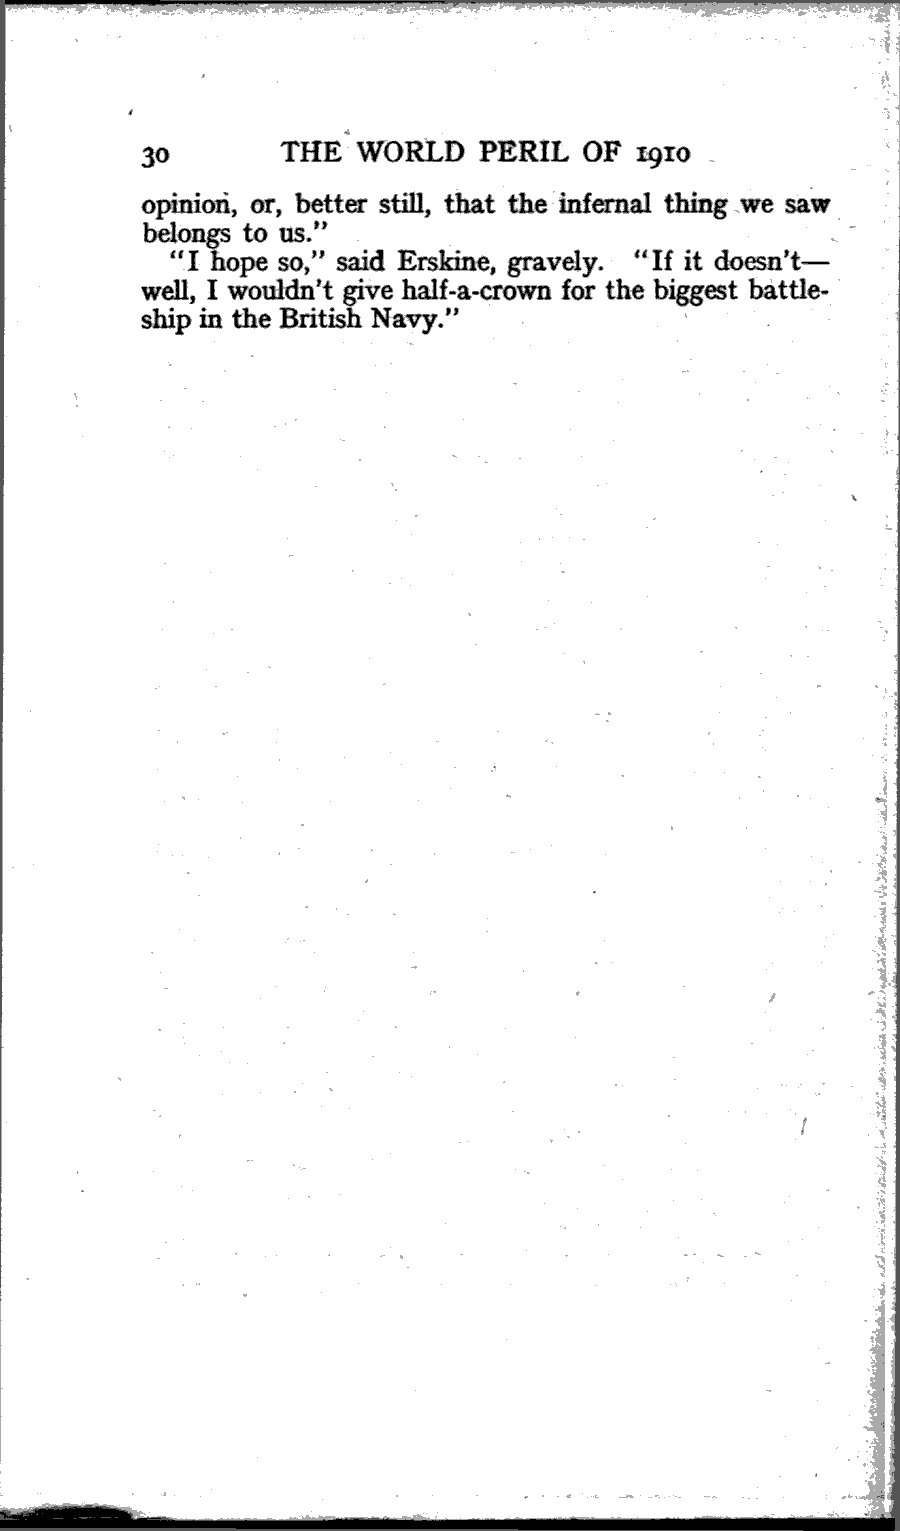 30 THE WORLD PERIL OF 1910
opinion, or, better still, that the infernal thing we saw
belongs to us."
"I hope so," said Erskine, gravely. "If it doesn't—
well, I wouldn't give half-a-crown for the biggest battle-
ship in the British Navy."